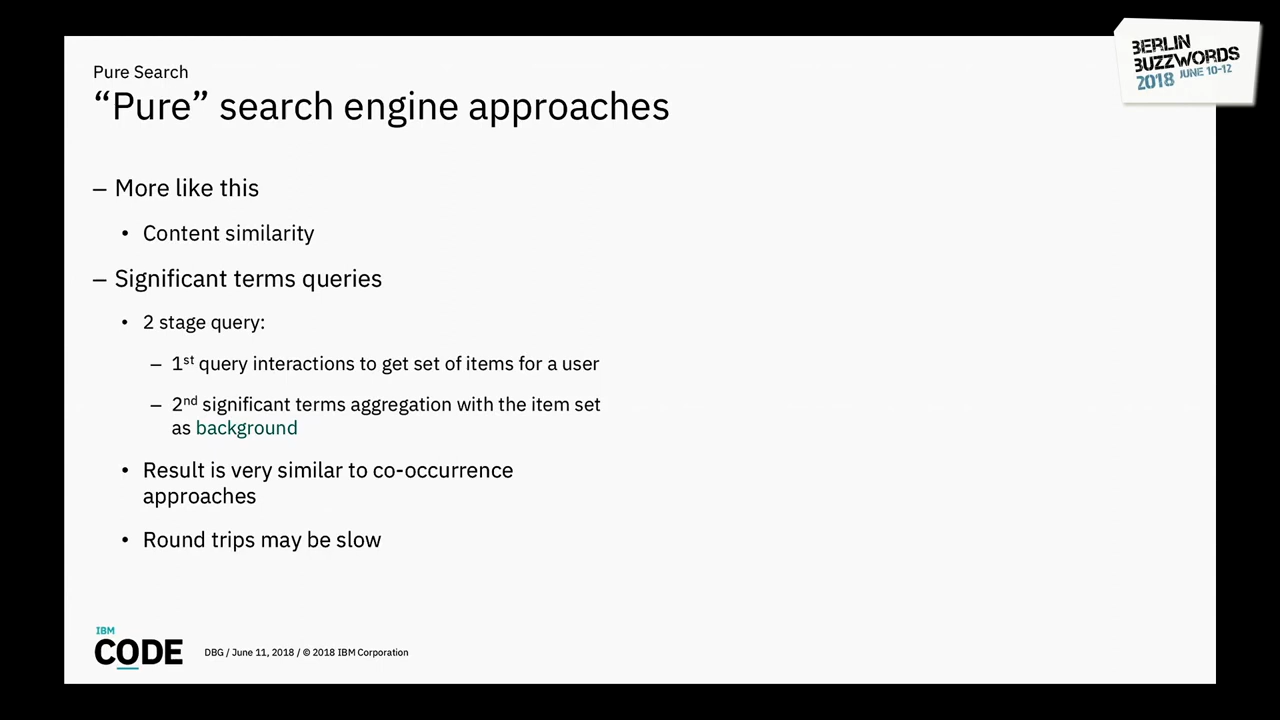 Pure Search
“Pure” search engine approaches
BERLIN
BUZZWORDS
2018 JUNE 10-12
– More like this
• Content similarity
– Significant terms queries
• 2 stage query:
– 1st query interactions to get set of items for a user
– 2nd significant terms aggregation with the item set
as background
• Result is very similar to co-occurrence
approaches
• Round trips may be slow
IBM
CODE
DBG / June 11, 2018 / © 2018 IBM Corporation